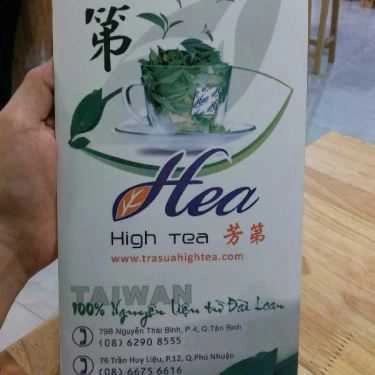 第
Hea
High Tea 芳第
www.trasuahightea.com
TAIWAN
100% Nguyên liệu từ Đài Loan
79B Nguyễn Thái Bình, P.4, Q.Tân Bình
(08) 6290 8555
76 Trần Huy Liệu, P.12, Q.Phú Nhuận
(08) 6675 6616